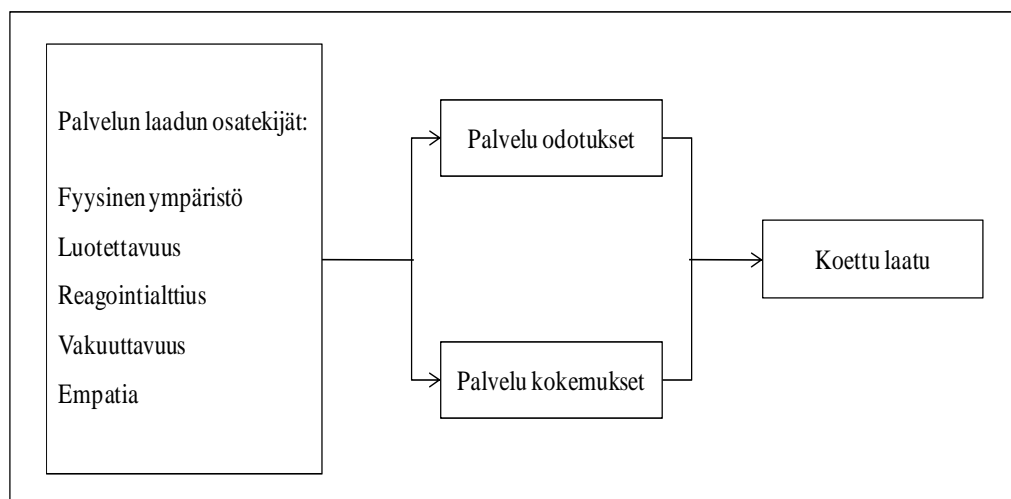 Palvelun laadun osatekijät:
Fyysinen ympäristö
Luotettavuus
Reagointialttius
Vakuuttavuus
Empatia
Palvelu odotukset
Palvelu kokemukset
Koettu laatu